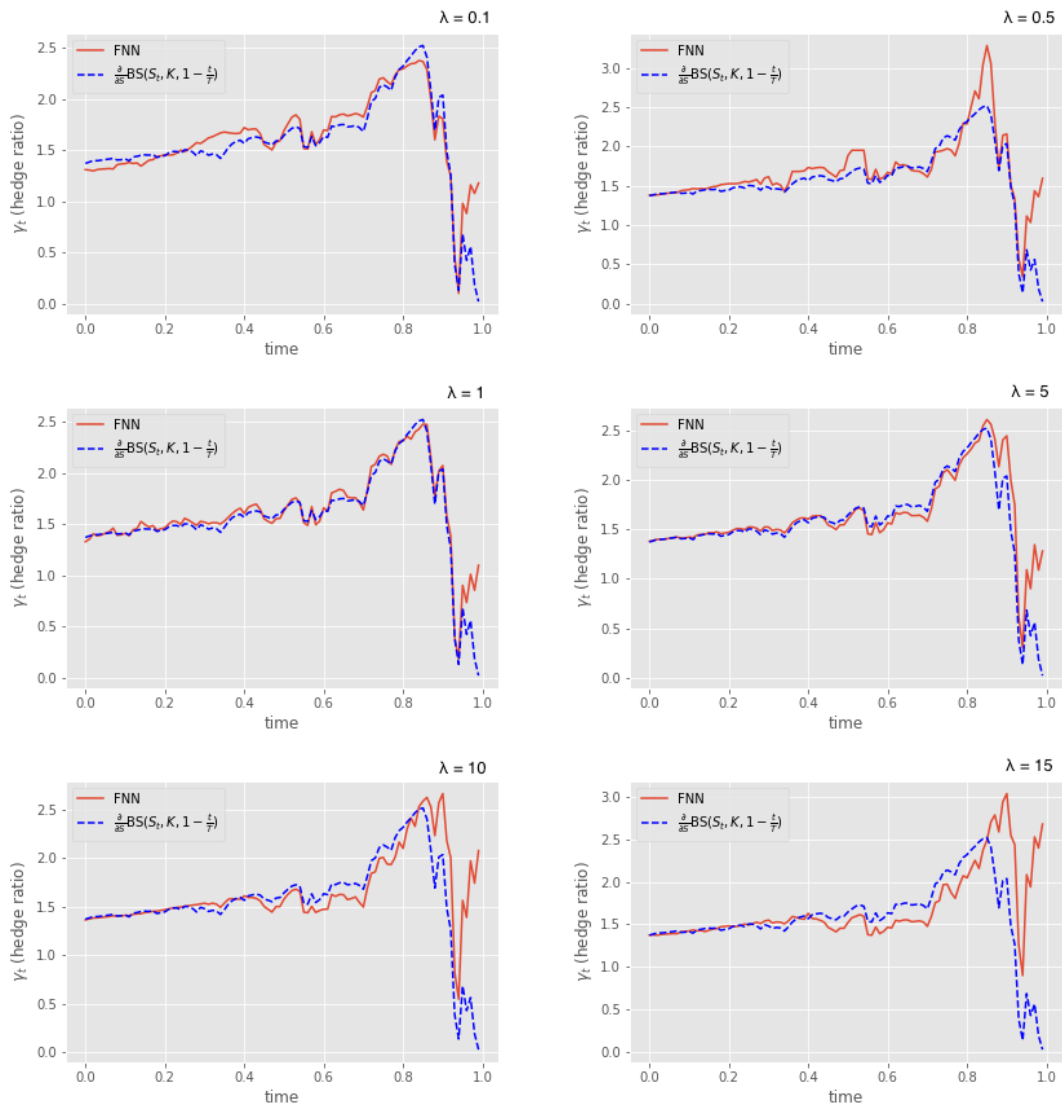 λ = 0.1
FNN
∂/∂S BS(S_t, K, 1 − t/T)
2.5
2.0
1.5
1.0
0.5
0.0
γ_t (hedge ratio)
0.0 0.2 0.4 0.6 0.8 1.0
time
λ = 0.5
FNN
∂/∂S BS(S_t, K, 1 − t/T)
3.0
2.5
2.0
1.5
1.0
0.5
0.0
γ_t (hedge ratio)
0.0 0.2 0.4 0.6 0.8 1.0
time
λ = 1
FNN
∂/∂S BS(S_t, K, 1 − t/T)
2.5
2.0
1.5
1.0
0.5
0.0
γ_t (hedge ratio)
0.0 0.2 0.4 0.6 0.8 1.0
time
λ = 5
FNN
∂/∂S BS(S_t, K, 1 − t/T)
2.5
2.0
1.5
1.0
0.5
0.0
γ_t (hedge ratio)
0.0 0.2 0.4 0.6 0.8 1.0
time
λ = 10
FNN
∂/∂S BS(S_t, K, 1 − t/T)
2.5
2.0
1.5
1.0
0.5
0.0
γ_t (hedge ratio)
0.0 0.2 0.4 0.6 0.8 1.0
time
λ = 15
FNN
∂/∂S BS(S_t, K, 1 − t/T)
3.0
2.5
2.0
1.5
1.0
0.5
0.0
γ_t (hedge ratio)
0.0 0.2 0.4 0.6 0.8 1.0
time